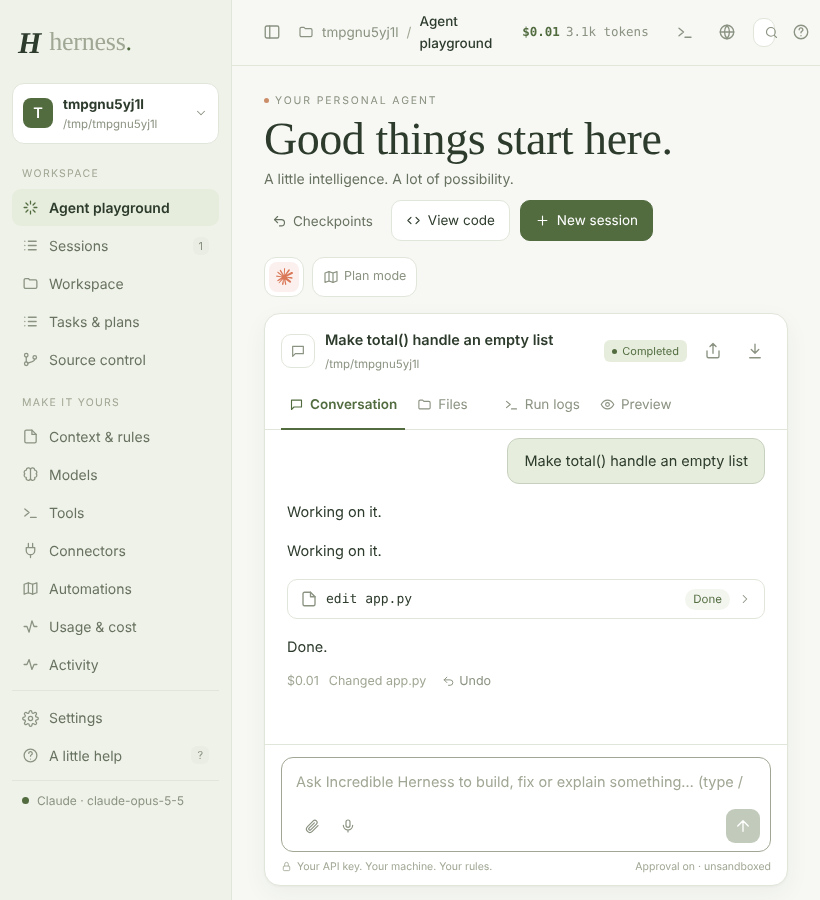 H herness.
tmpgnu5yj1l
/tmp/tmpgnu5yj1l
WORKSPACE
Agent playground
Sessions 1
Workspace
Tasks & plans
Source control
MAKE IT YOURS
Context & rules
Models
Tools
Connectors
Automations
Usage & cost
Activity
Settings
A little help ?
Claude · claude-opus-5-5
tmpgnu5yj1l / Agent playground
$0.01 3.1k tokens
YOUR PERSONAL AGENT
Good things start here.
A little intelligence. A lot of possibility.
Checkpoints View code New session
Plan mode
Make total() handle an empty list
/tmp/tmpgnu5yj1l
Completed
Conversation Files Run logs Preview
Make total() handle an empty list
Working on it.
Working on it.
edit app.py Done
Done.
$0.01 Changed app.py Undo
Ask Incredible Herness to build, fix or explain something... (type /
Your API key. Your machine. Your rules. Approval on · unsandboxed